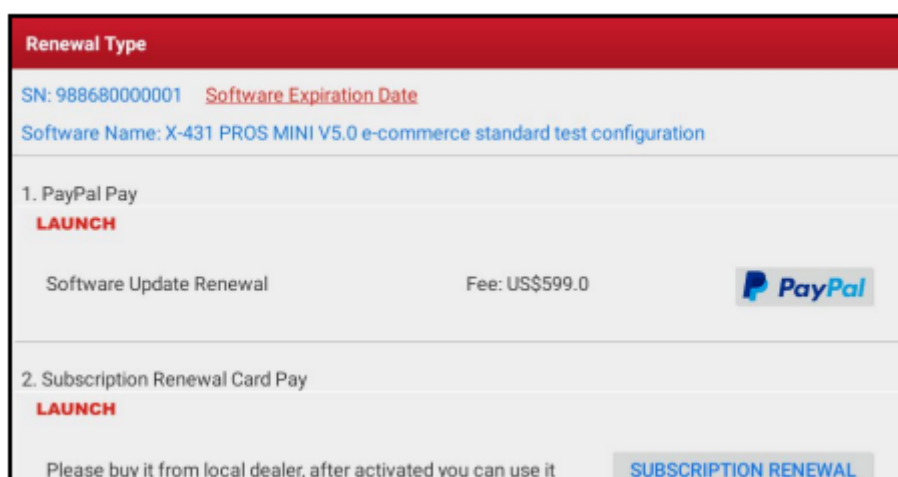 Renewal Type
SN: 988680000001 Software Expiration Date
Software Name: X-431 PROS MINI V5.0 e-commerce standard test configuration
1. PayPal Pay
LAUNCH
Software Update Renewal Fee: US$599.0 PayPal
2. Subscription Renewal Card Pay
LAUNCH
Please buy it from local dealer, after activated you can use it SUBSCRIPTION RENEWAL